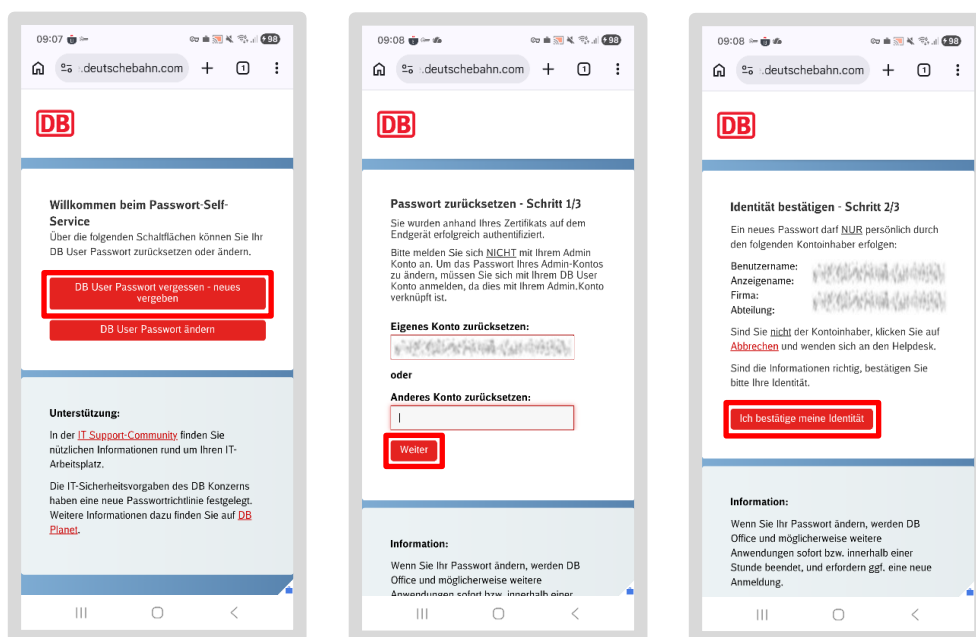 09:07
98
.deutschebahn.com
1
DB
Willkommen beim Passwort-Self-
Service
Über die folgenden Schaltflächen können Sie Ihr
DB User Passwort zurücksetzen oder ändern.
DB User Passwort vergessen - neues
vergeben
DB User Passwort ändern
Unterstützung:
In der IT Support-Community finden Sie
nützlichen Informationen rund um Ihren IT-
Arbeitsplatz.
Die IT-Sicherheitsvorgaben des DB Konzerns
haben eine neue Passwortrichtlinie festgelegt.
Weitere Informationen dazu finden Sie auf DB
Planet.
09:08
98
.deutschebahn.com
1
DB
Passwort zurücksetzen - Schritt 1/3
Sie wurden anhand Ihres Zertifikats auf dem
Endgerät erfolgreich authentifiziert.
Bitte melden Sie sich NICHT mit Ihrem Admin
Konto an. Um das Passwort Ihres Admin-Kontos
zu ändern, müssen Sie sich mit Ihrem DB User
Konto anmelden, da dies mit Ihrem Admin.Konto
verknüpft ist.
Eigenes Konto zurücksetzen:
oder
Anderes Konto zurücksetzen:
Weiter
Information:
Wenn Sie Ihr Passwort ändern, werden DB
Office und möglicherweise weitere
Anwendungen sofort bzw. innerhalb einer
09:08
98
.deutschebahn.com
1
DB
Identität bestätigen - Schritt 2/3
Ein neues Passwort darf NUR persönlich durch
den folgenden Kontoinhaber erfolgen:
Benutzername:
Anzeigename:
Firma:
Abteilung:
Sind Sie nicht der Kontoinhaber, klicken Sie auf
Abbrechen und wenden sich an den Helpdesk.
Sind die Informationen richtig, bestätigen Sie
bitte Ihre Identität.
Ich bestätige meine Identität
Information:
Wenn Sie Ihr Passwort ändern, werden DB
Office und möglicherweise weitere
Anwendungen sofort bzw. innerhalb einer
Stunde beendet, und erfordern ggf. eine neue
Anmeldung.